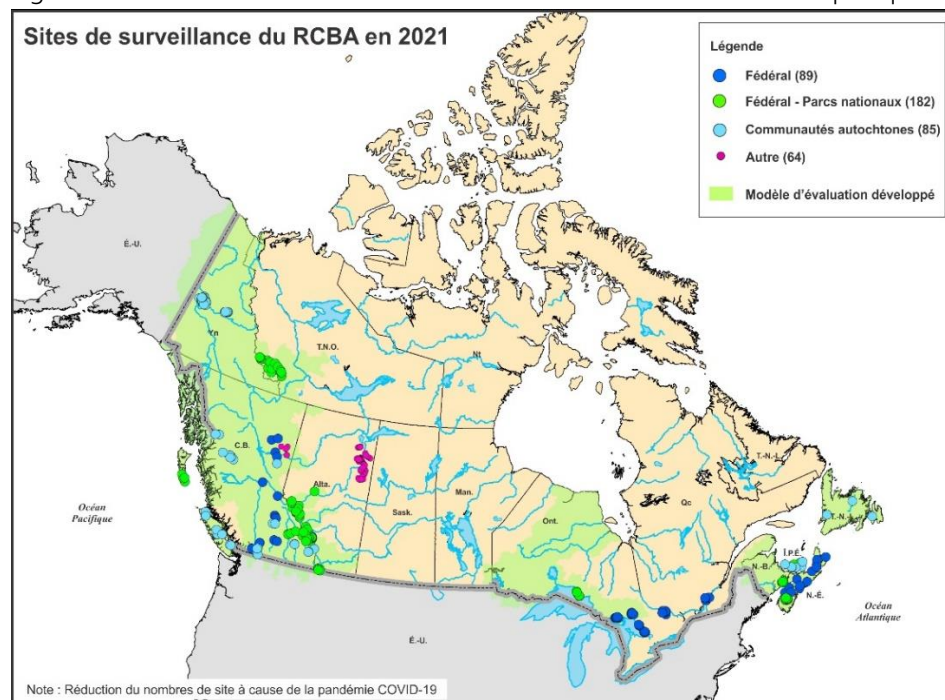 Sites de surveillance du RCBA en 2021
Légende
Fédéral (89)
Fédéral - Parcs nationaux (182)
Communautés autochtones (85)
Autre (64)
Modèle d'évaluation développé
É.-U.
Yn
T.N.O.
Nt
C.B.
Alta.
Sask.
Man.
Ont.
Qc
T.-N.-L.
T.-N.
Î.P.É.
N.-B.
N.-É.
Océan
Pacifique
Océan
Atlantique
É.-U.
Note : Réduction du nombres de site à cause de la pandémie COVID-19